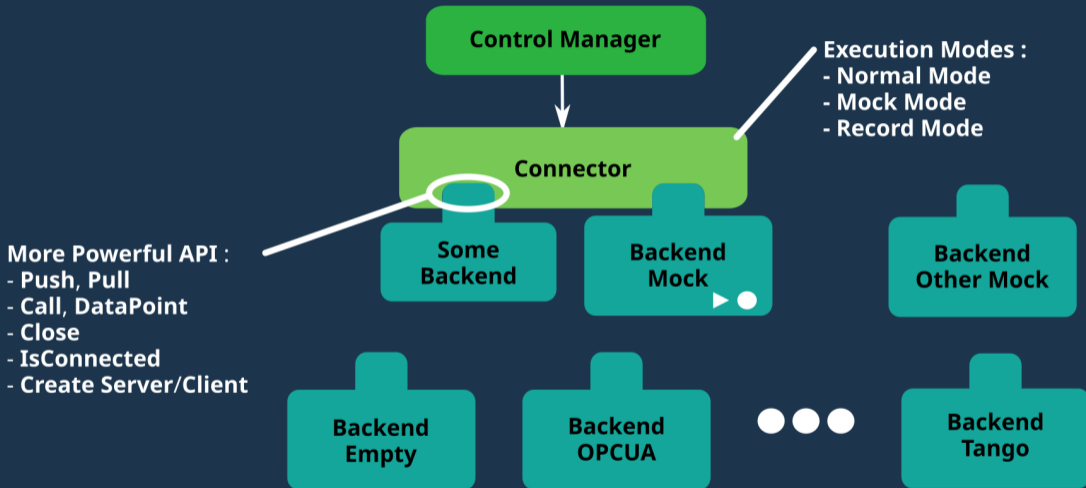 Control Manager
Execution Modes :
- Normal Mode
- Mock Mode
- Record Mode
Connector
More Powerful API :
- Push, Pull
- Call, DataPoint
- Close
- IsConnected
- Create Server/Client
Some
Backend
Backend
Mock
Backend
Other Mock
Backend
Empty
Backend
OPCUA
Backend
Tango